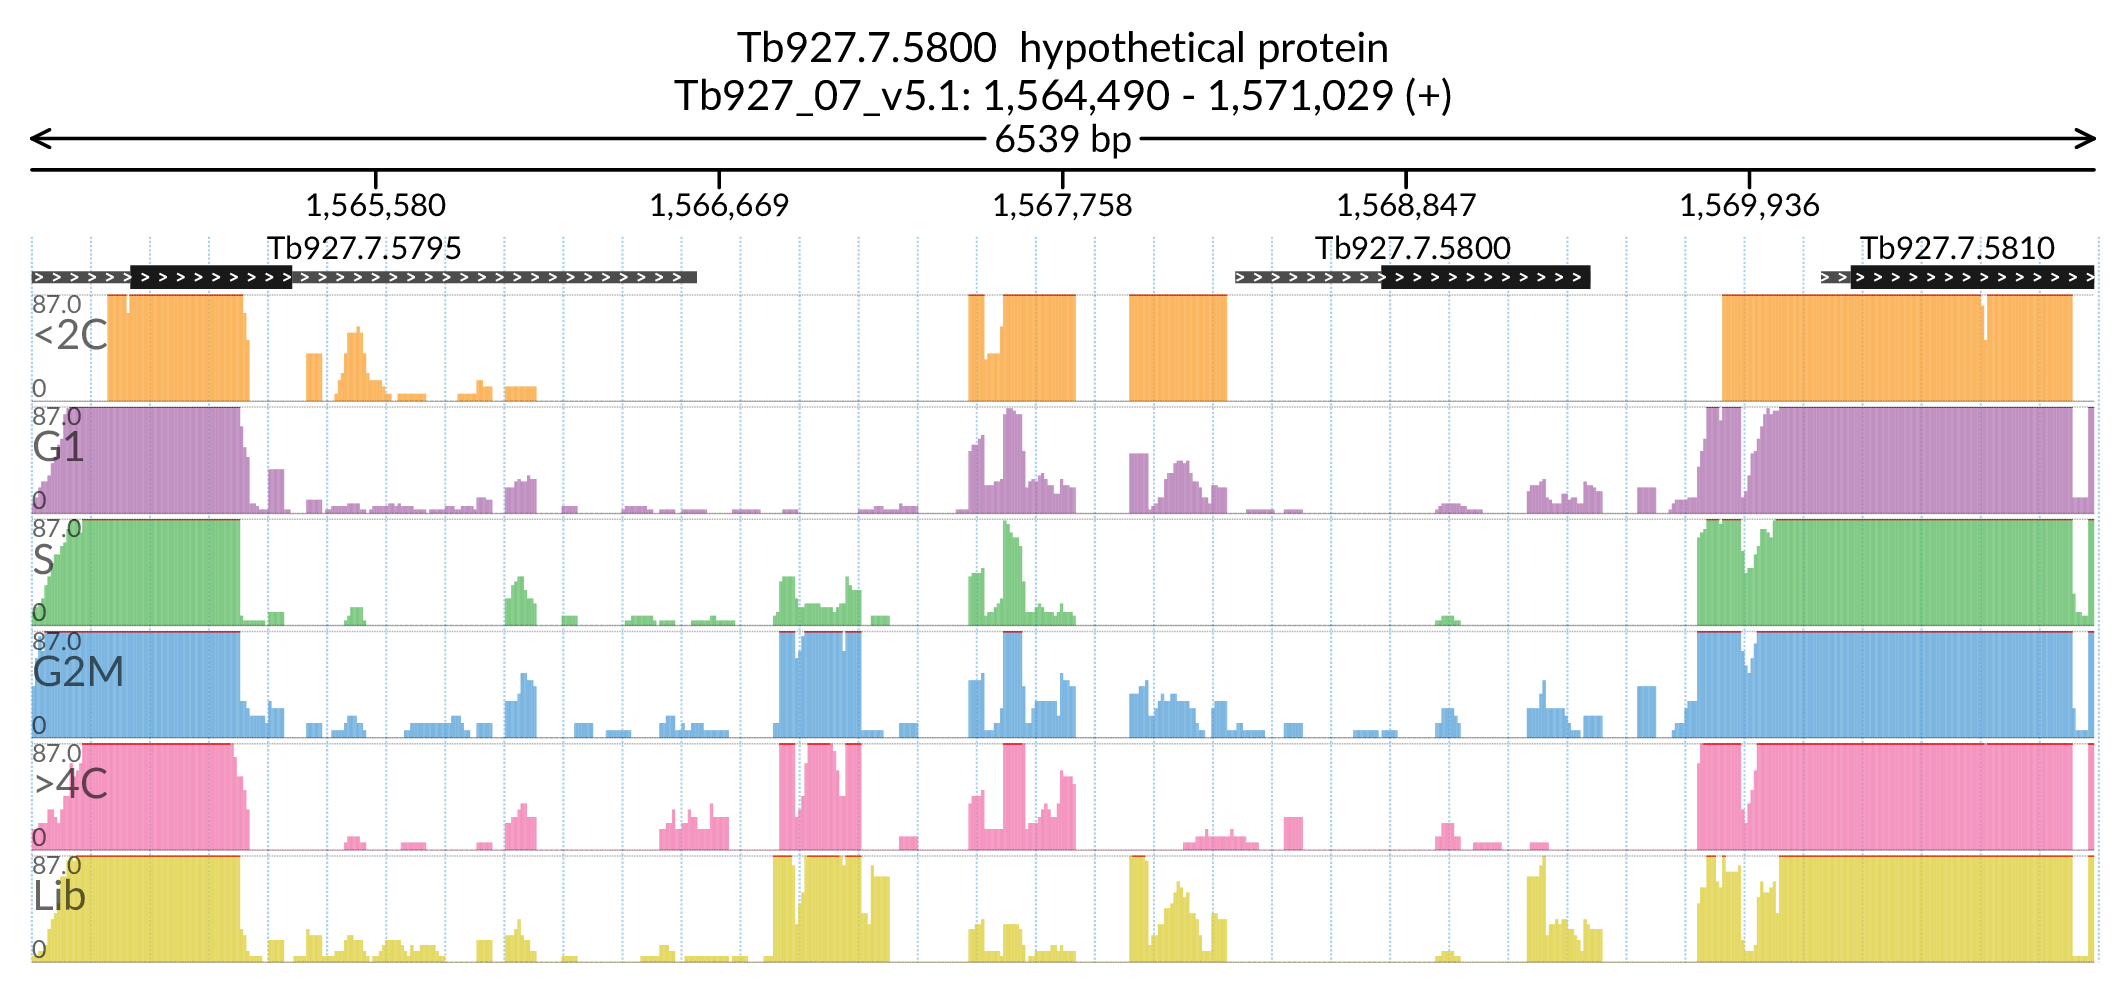 Tb927.7.5800  hypothetical protein
Tb927_07_v5.1: 1,564,490 - 1,571,029 (+)
6539 bp
1,565,580 1,566,669 1,567,758 1,568,847 1,569,936
Tb927.7.5795 Tb927.7.5800 Tb927.7.5810
87.0
<2C
0
87.0
G1
0
87.0
S
0
87.0
G2M
0
87.0
>4C
0
87.0
Lib
0